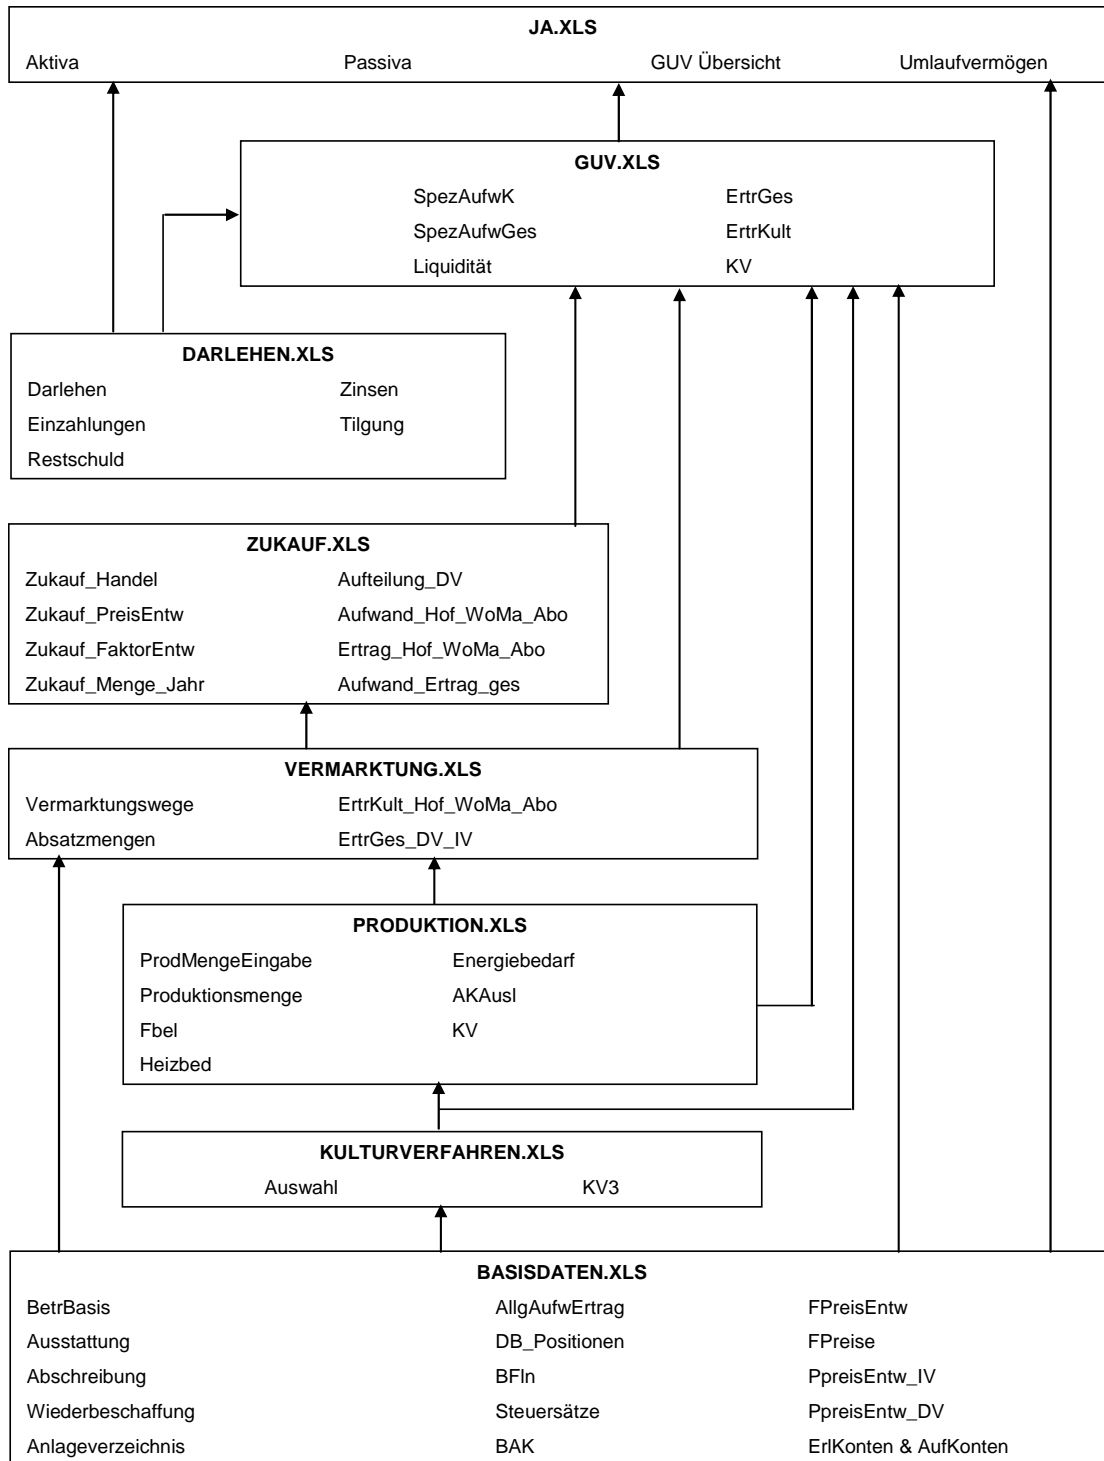 JA.XLS
Aktiva Passiva GUV Übersicht Umlaufvermögen
GUV.XLS
SpezAufwK ErtrGes
SpezAufwGes ErtrKult
Liquidität KV
DARLEHEN.XLS
Darlehen Zinsen
Einzahlungen Tilgung
Restschuld
ZUKAUF.XLS
Zukauf_Handel Aufteilung_DV
Zukauf_PreisEntw Aufwand_Hof_WoMa_Abo
Zukauf_FaktorEntw Ertrag_Hof_WoMa_Abo
Zukauf_Menge_Jahr Aufwand_Ertrag_ges
VERMARKTUNG.XLS
Vermarktungswege ErtrKult_Hof_WoMa_Abo
Absatzmengen ErtrGes_DV_IV
PRODUKTION.XLS
ProdMengeEingabe Energiebedarf
Produktionsmenge AKAusl
Fbel KV
Heizbed
KULTURVERFAHREN.XLS
Auswahl KV3
BASISDATEN.XLS
BetrBasis AllgAufwErtrag FPreisEntw
Ausstattung DB_Positionen FPreise
Abschreibung BFln PpreisEntw_IV
Wiederbeschaffung Steuersätze PpreisEntw_DV
Anlageverzeichnis BAK ErlKonten & AufKonten